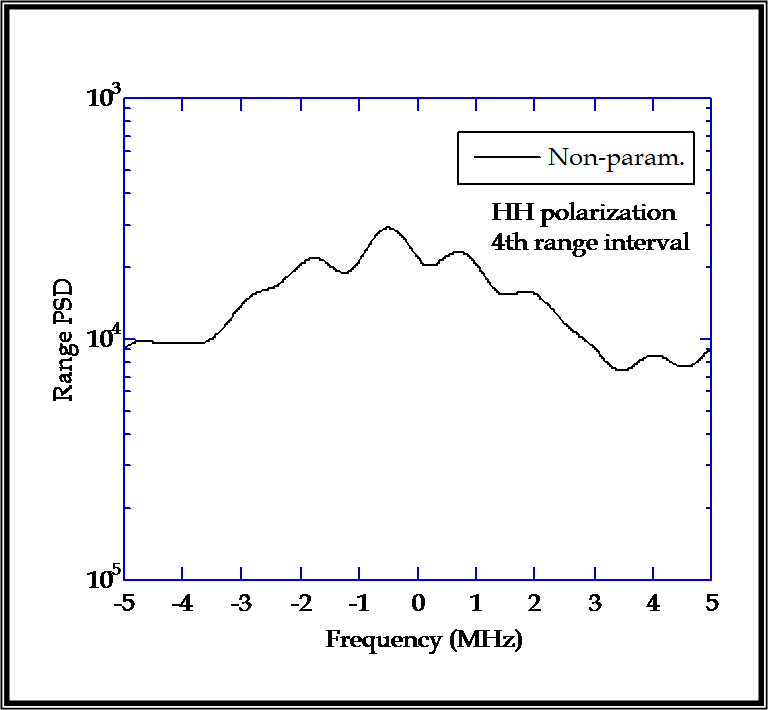 10³
Non-param.
HH polarization
4th range interval
Range PSD
10⁴
10⁵
-5 -4 -3 -2 -1 0 1 2 3 4 5
Frequency (MHz)